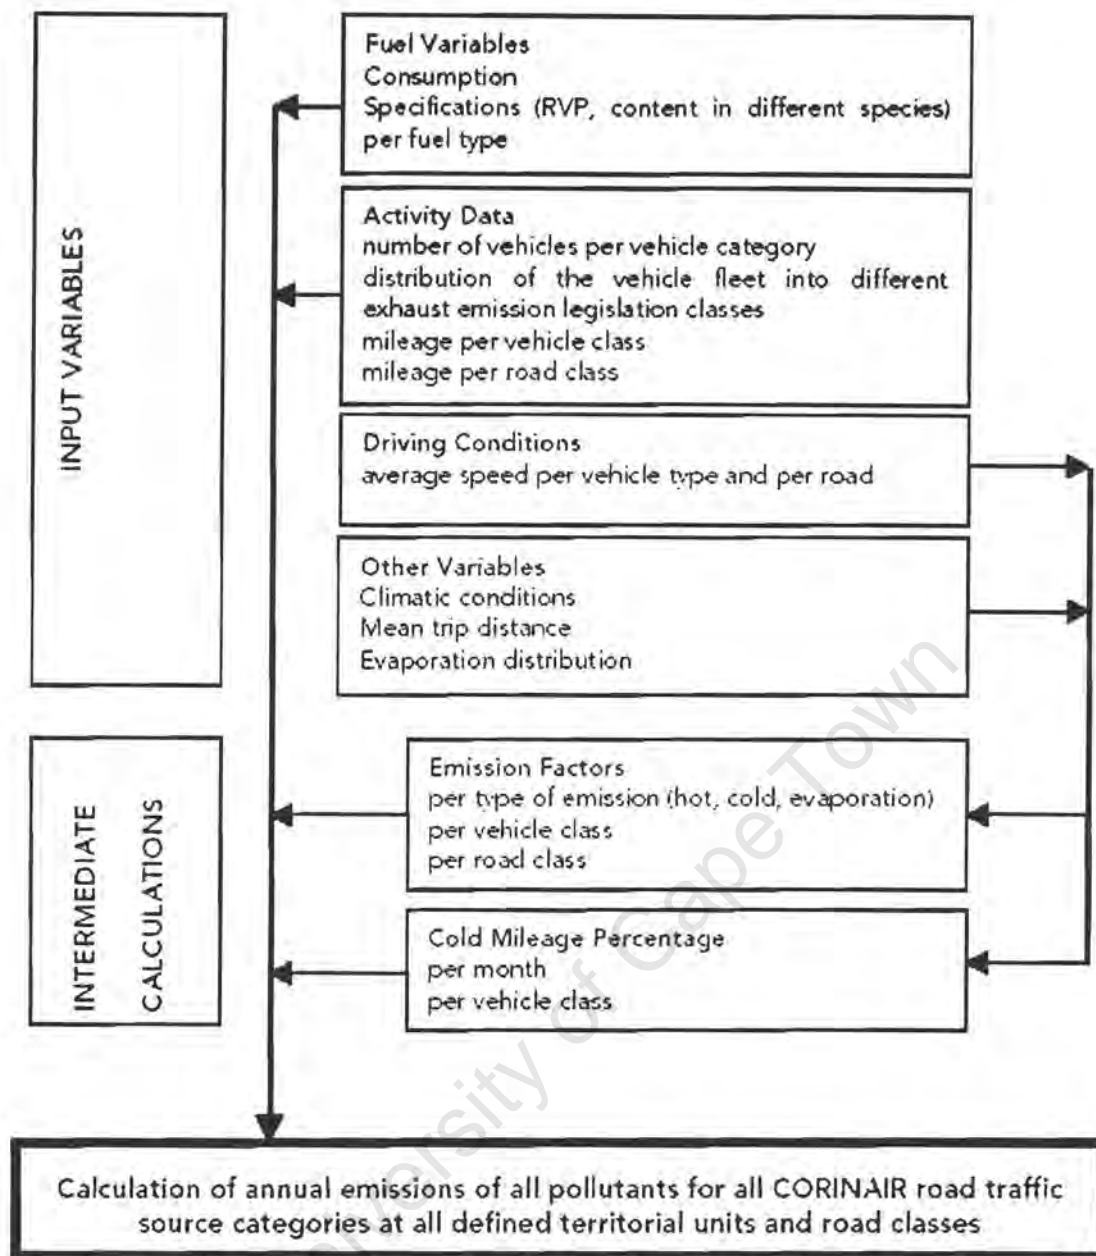 INPUT VARIABLES
Fuel Variables
Consumption
Specifications (RVP, content in different species)
per fuel type
Activity Data
number of vehicles per vehicle category
distribution of the vehicle fleet into different
exhaust emission legislation classes
mileage per vehicle class
mileage per road class
Driving Conditions
average speed per vehicle type and per road
Other Variables
Climatic conditions
Mean trip distance
Evaporation distribution
INTERMEDIATE
CALCULATIONS
Emission Factors
per type of emission (hot, cold, evaporation)
per vehicle class
per road class
Cold Mileage Percentage
per month
per vehicle class
Calculation of annual emissions of all pollutants for all CORINAIR road traffic
source categories at all defined territorial units and road classes
versity of Cape Town